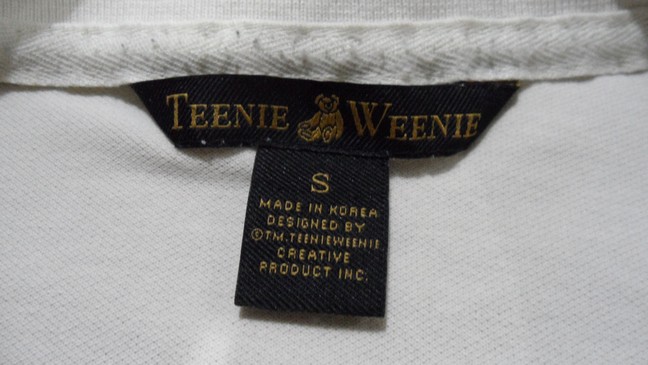 TEENIE WEENIE
S
MADE IN KOREA
DESIGNED BY
©TM.TEENIEWEENIE.
CREATIVE
PRODUCT INC.